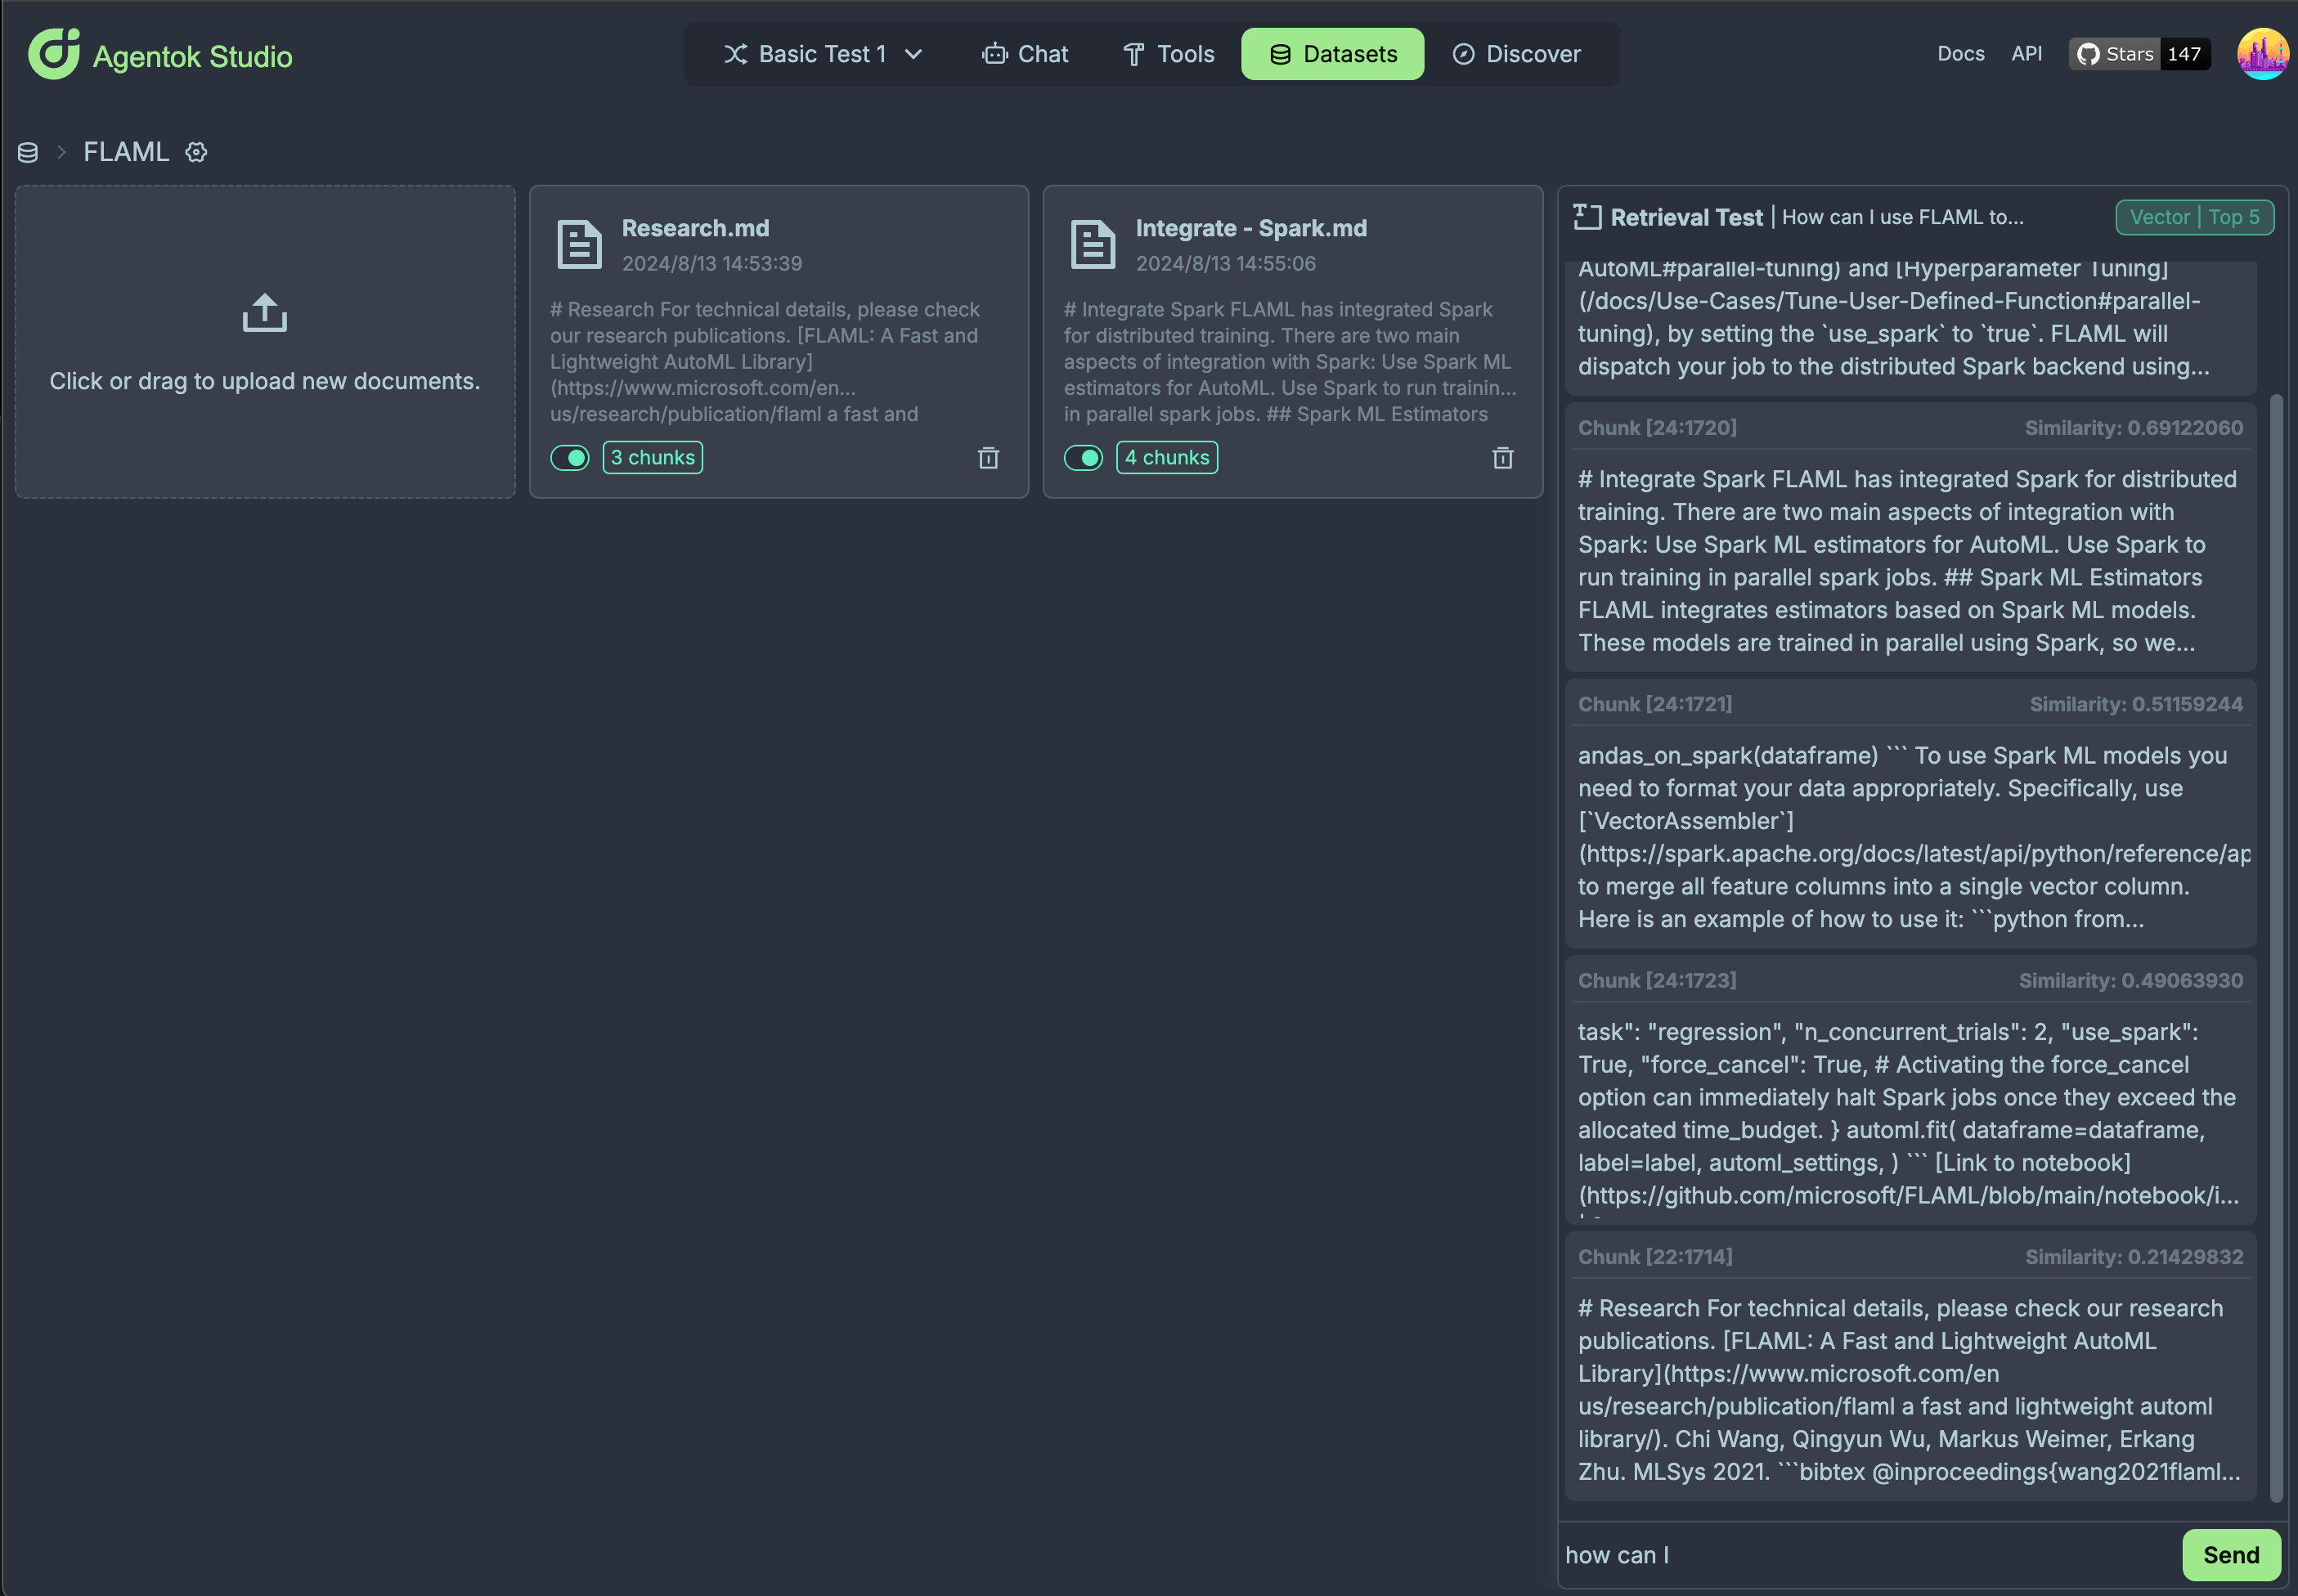 Agentok Studio
Basic Test 1
Chat
Tools
Datasets
Discover
Docs
API
Stars
147
FLAML
Click or drag to upload new documents.
Research.md
2024/8/13 14:53:39
# Research For technical details, please check
our research publications. [FLAML: A Fast and
Lightweight AutoML Library]
(https://www.microsoft.com/en...
us/research/publication/flaml a fast and
3 chunks
Integrate - Spark.md
2024/8/13 14:55:06
# Integrate Spark FLAML has integrated Spark
for distributed training. There are two main
aspects of integration with Spark: Use Spark ML
estimators for AutoML. Use Spark to run trainin...
in parallel spark jobs. ## Spark ML Estimators
4 chunks
Retrieval Test | How can I use FLAML to...
Vector | Top 5
AutoML#parallel-tuning) and [Hyperparameter Tuning]
(/docs/Use-Cases/Tune-User-Defined-Function#parallel-
tuning), by setting the `use_spark` to `true`. FLAML will
dispatch your job to the distributed Spark backend using...
Chunk [24:1720]
Similarity: 0.69122060
# Integrate Spark FLAML has integrated Spark for distributed
training. There are two main aspects of integration with
Spark: Use Spark ML estimators for AutoML. Use Spark to
run training in parallel spark jobs. ## Spark ML Estimators
FLAML integrates estimators based on Spark ML models.
These models are trained in parallel using Spark, so we...
Chunk [24:1721]
Similarity: 0.51159244
andas_on_spark(dataframe) ``` To use Spark ML models you
need to format your data appropriately. Specifically, use
[`VectorAssembler`]
(https://spark.apache.org/docs/latest/api/python/reference/ap
to merge all feature columns into a single vector column.
Here is an example of how to use it: ```python from...
Chunk [24:1723]
Similarity: 0.49063930
task": "regression", "n_concurrent_trials": 2, "use_spark":
True, "force_cancel": True, # Activating the force_cancel
option can immediately halt Spark jobs once they exceed the
allocated time_budget. } automl.fit( dataframe=dataframe,
label=label, automl_settings, ) ``` [Link to notebook]
(https://github.com/microsoft/FLAML/blob/main/notebook/i...
Chunk [22:1714]
Similarity: 0.21429832
# Research For technical details, please check our research
publications. [FLAML: A Fast and Lightweight AutoML
Library](https://www.microsoft.com/en
us/research/publication/flaml a fast and lightweight automl
library/). Chi Wang, Qingyun Wu, Markus Weimer, Erkang
Zhu. MLSys 2021. ```bibtex @inproceedings{wang2021flaml...
how can I
Send